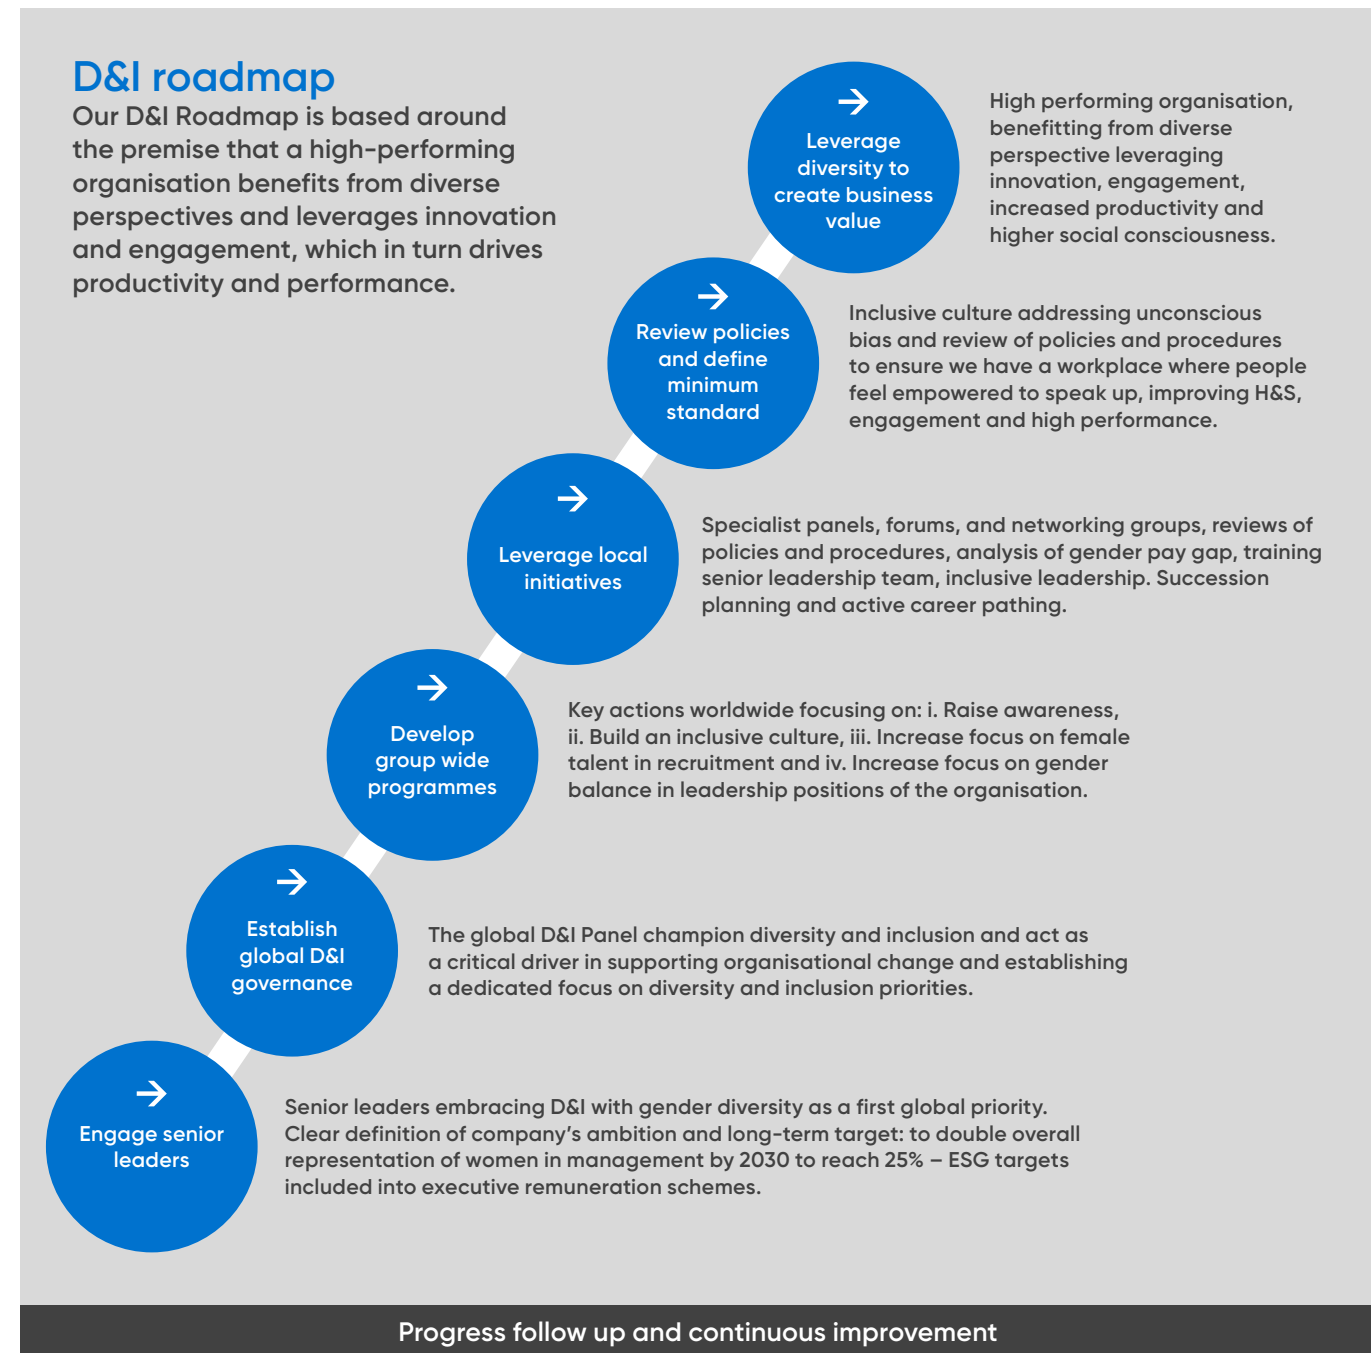 D&I roadmap
Our D&I Roadmap is based around
the premise that a high-performing
organisation benefits from diverse
perspectives and leverages innovation
and engagement, which in turn drives
productivity and performance.
Leverage
diversity to
create business
value
High performing organisation,
benefitting from diverse
perspective leveraging
innovation, engagement,
increased productivity and
higher social consciousness.
Review policies
and define
minimum
standard
Inclusive culture addressing unconscious
bias and review of policies and procedures
to ensure we have a workplace where people
feel empowered to speak up, improving H&S,
engagement and high performance.
Leverage local
initiatives
Specialist panels, forums, and networking groups, reviews of
policies and procedures, analysis of gender pay gap, training
senior leadership team, inclusive leadership. Succession
planning and active career pathing.
Develop
group wide
programmes
Key actions worldwide focusing on: i. Raise awareness,
ii. Build an inclusive culture, iii. Increase focus on female
talent in recruitment and iv. Increase focus on gender
balance in leadership positions of the organisation.
Establish
global D&I
governance
The global D&I Panel champion diversity and inclusion and act as
a critical driver in supporting organisational change and establishing
a dedicated focus on diversity and inclusion priorities.
Engage senior
leaders
Senior leaders embracing D&I with gender diversity as a first global priority.
Clear definition of company’s ambition and long-term target: to double overall
representation of women in management by 2030 to reach 25% – ESG targets
included into executive remuneration schemes.
Progress follow up and continuous improvement